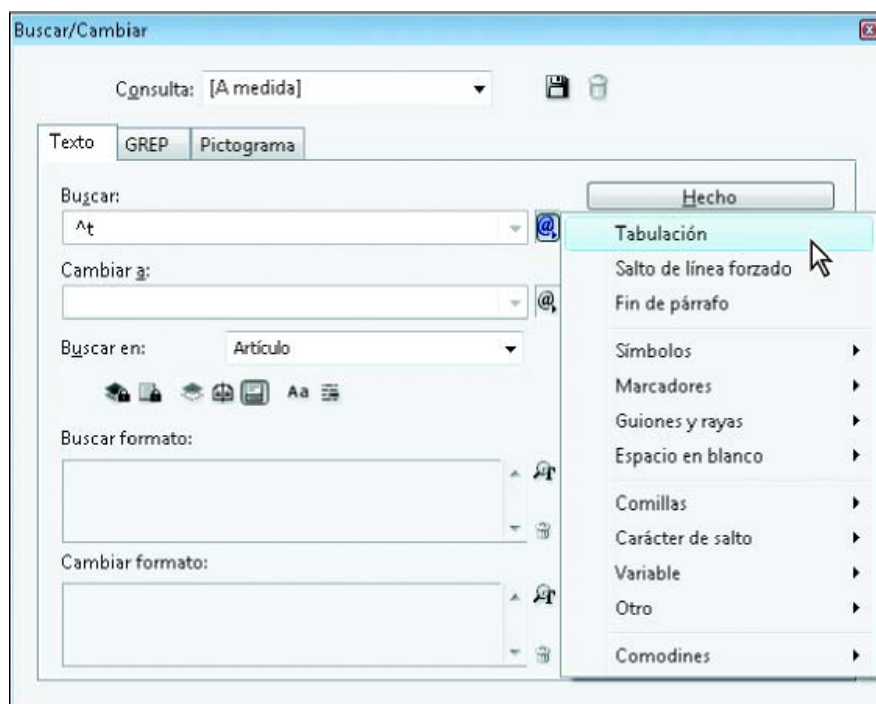 Buscar/Cambiar
Consulta: [A medida]
Texto GREP Pictograma
Buscar:
^t
Cambiar a:
Buscar en: Artículo
Aa
Buscar formato:
Cambiar formato:
Hecho
Tabulación
Salto de línea forzado
Fin de párrafo
Símbolos
Marcadores
Guiones y rayas
Espacio en blanco
Comillas
Carácter de salto
Variable
Otro
Comodines